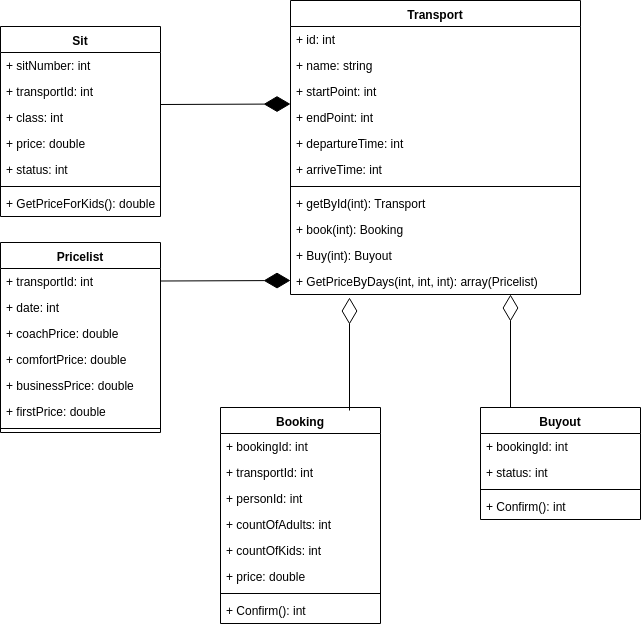 Sit
+ sitNumber: int
+ transportId: int
+ class: int
+ price: double
+ status: int
+ GetPriceForKids(): double
Transport
+ id: int
+ name: string
+ startPoint: int
+ endPoint: int
+ departureTime: int
+ arriveTime: int
+ getById(int): Transport
+ book(int): Booking
+ Buy(int): Buyout
+ GetPriceByDays(int, int, int): array(Pricelist)
Pricelist
+ transportId: int
+ date: int
+ coachPrice: double
+ comfortPrice: double
+ businessPrice: double
+ firstPrice: double
Booking
+ bookingId: int
+ transportId: int
+ personId: int
+ countOfAdults: int
+ countOfKids: int
+ price: double
+ Confirm(): int
Buyout
+ bookingId: int
+ status: int
+ Confirm(): int